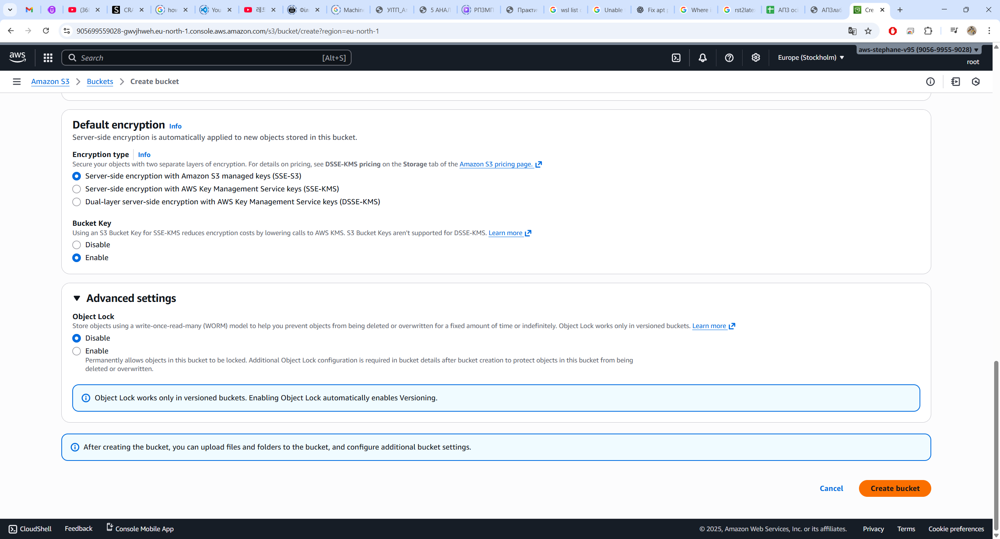 (36
CRA
how
You
레트
Філ
Machine
УІТП_Ат
5 АНАЛ
РПЗМП
Практи
wsl list
Unable
Fix apt p
Where i
rst2latex
АПЗ осі
АПЗлаб
Cre
905699559028-gwvjhweh.eu-north-1.console.aws.amazon.com/s3/bucket/create?region=eu-north-1
aws
Search
[Alt+S]
Europe (Stockholm)
aws-stephane-v95 (9056-9955-9028)
root
Amazon S3
Buckets
Create bucket
Default encryption Info
Server-side encryption is automatically applied to new objects stored in this bucket.
Encryption type Info
Secure your objects with two separate layers of encryption. For details on pricing, see DSSE-KMS pricing on the Storage tab of the Amazon S3 pricing page.
Server-side encryption with Amazon S3 managed keys (SSE-S3)
Server-side encryption with AWS Key Management Service keys (SSE-KMS)
Dual-layer server-side encryption with AWS Key Management Service keys (DSSE-KMS)
Bucket Key
Using an S3 Bucket Key for SSE-KMS reduces encryption costs by lowering calls to AWS KMS. S3 Bucket Keys aren't supported for DSSE-KMS. Learn more
Disable
Enable
Advanced settings
Object Lock
Store objects using a write-once-read-many (WORM) model to help you prevent objects from being deleted or overwritten for a fixed amount of time or indefinitely. Object Lock works only in versioned buckets. Learn more
Disable
Enable
Permanently allows objects in this bucket to be locked. Additional Object Lock configuration is required in bucket details after bucket creation to protect objects in this bucket from being
deleted or overwritten.
Object Lock works only in versioned buckets. Enabling Object Lock automatically enables Versioning.
After creating the bucket, you can upload files and folders to the bucket, and configure additional bucket settings.
Cancel
Create bucket
CloudShell
Feedback
Console Mobile App
© 2025, Amazon Web Services, Inc. or its affiliates.
Privacy
Terms
Cookie preferences